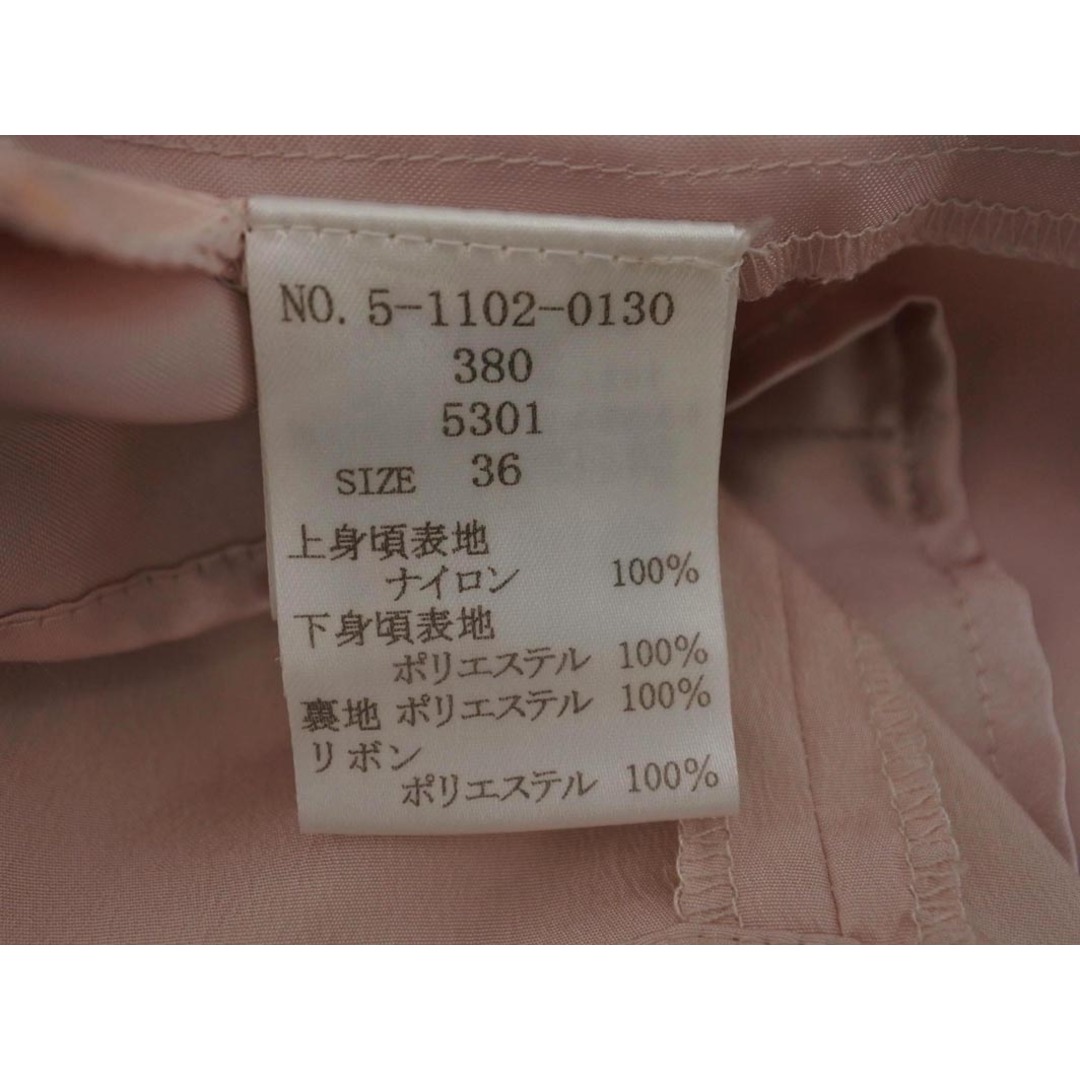 NO. 5-1102-0130
380
5301
SIZE 36
上身頃表地
ナイロン 100%
下身頃表地
ポリエステル 100%
裏地 ポリエステル 100%
リボン
ポリエステル 100%